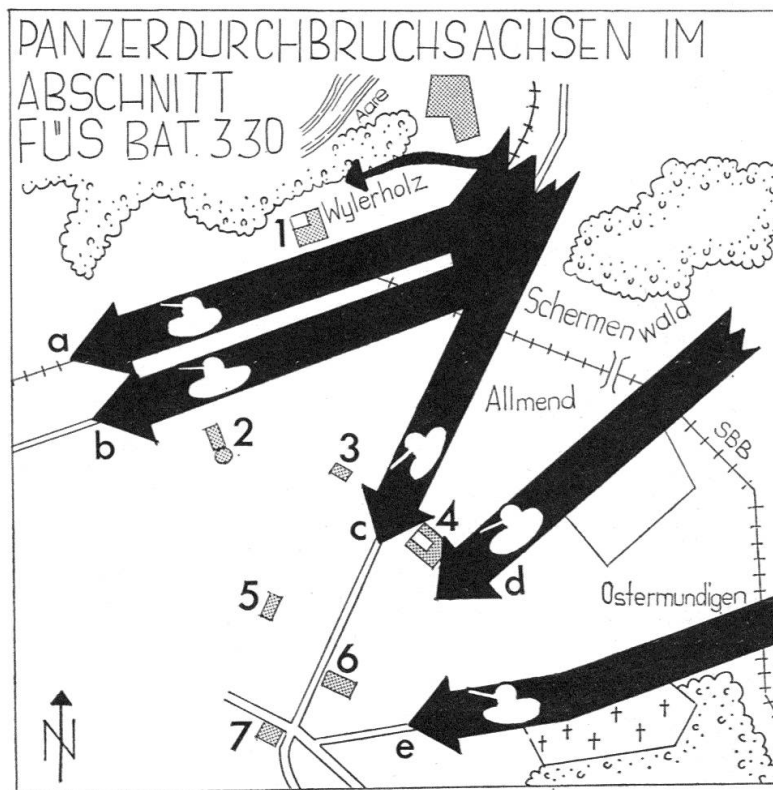 PANZERDURCHBRUCHSACHSEN IM
ABSCHNITT
FÜS BAT. 330
Aare
Wylerholz
1
Schermenwald
a
Allmend
b
2
3
SBB
c
4
d
5
Ostermundigen
6
7
e
N